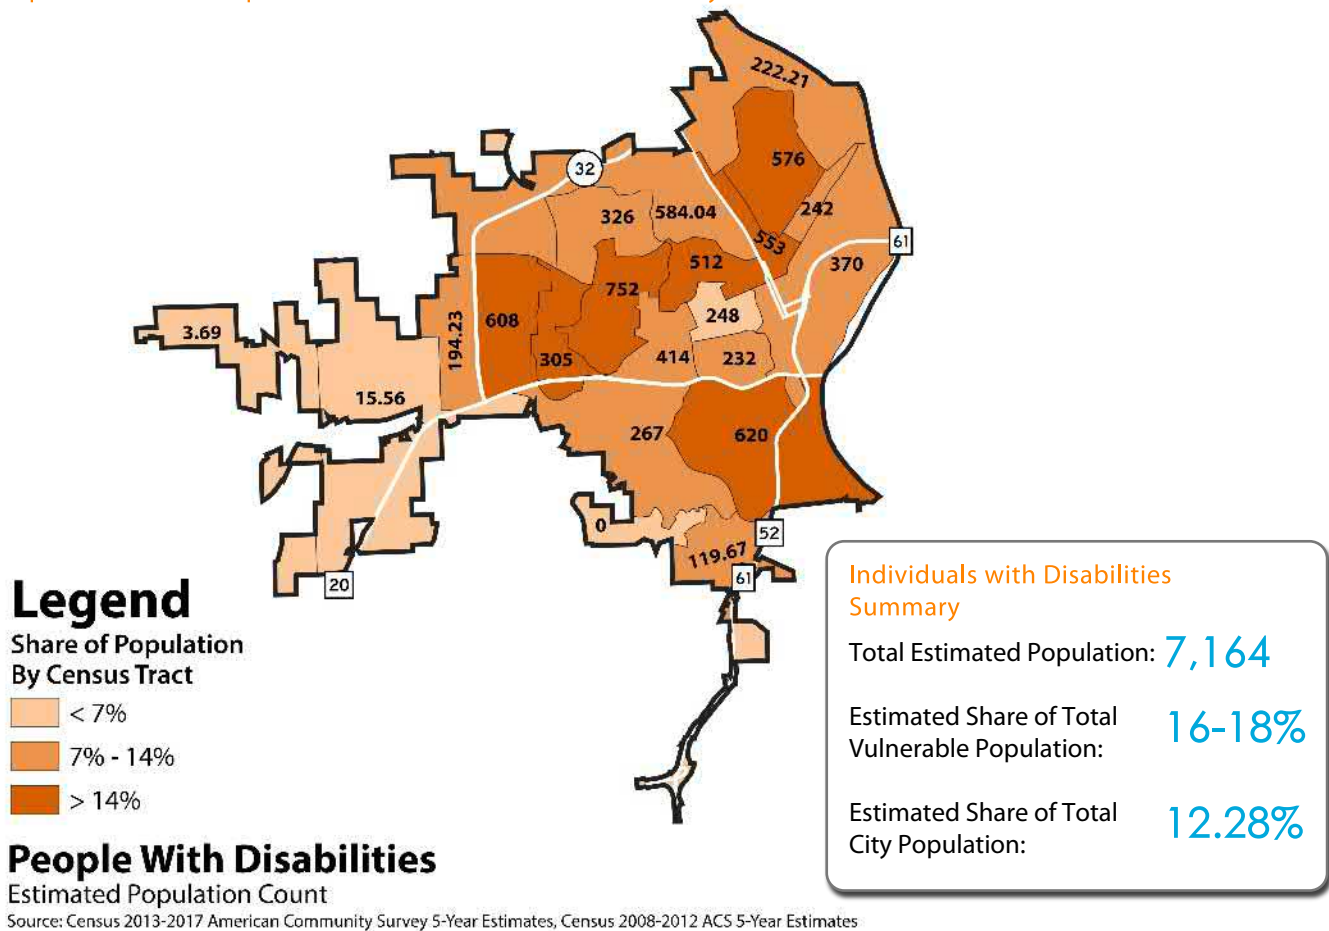 222.21
576
32
326
584.04
242
553
61
512
370
752
248
3.69
608
194.23
305
414
232
15.56
267
620
0
52
119.67
61
20
Legend
Share of Population
By Census Tract
< 7%
7% - 14%
> 14%
Individuals with Disabilities
Summary
Total Estimated Population: 7,164
Estimated Share of Total
Vulnerable Population:
16-18%
Estimated Share of Total
City Population:
12.28%
People With Disabilities
Estimated Population Count
Source: Census 2013-2017 American Community Survey 5-Year Estimates, Census 2008-2012 ACS 5-Year Estimates